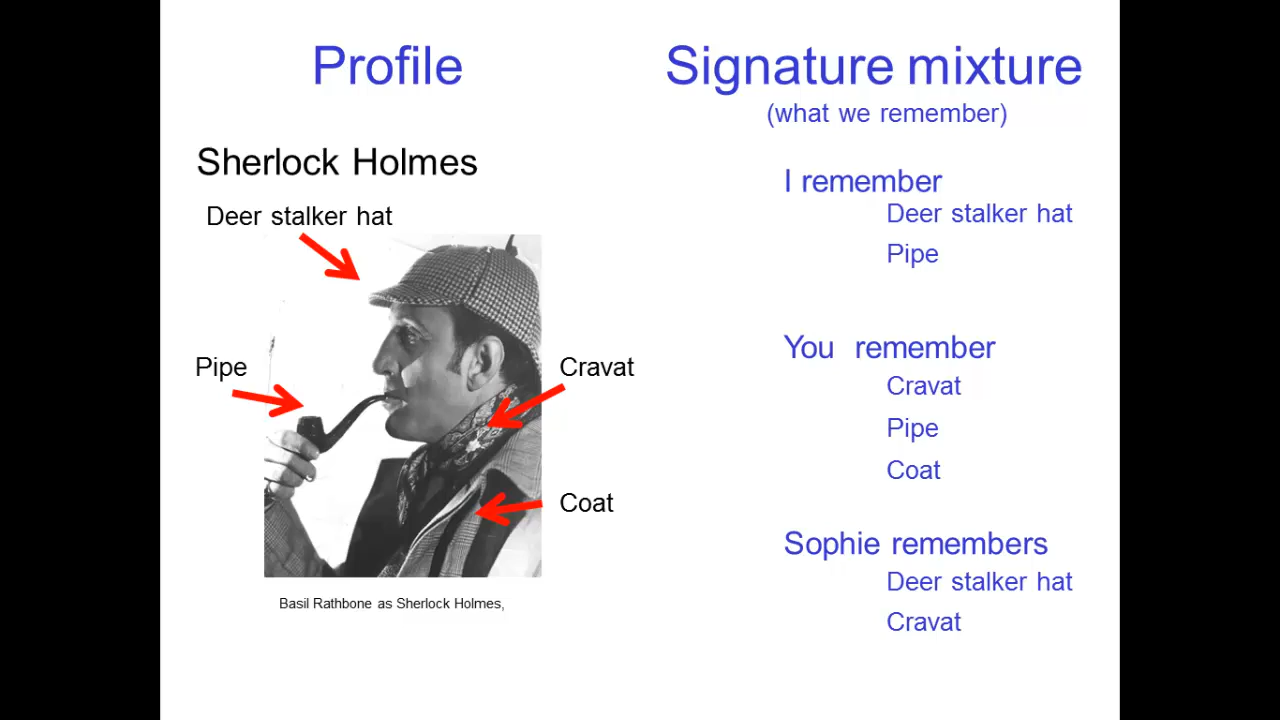 Profile
Sherlock Holmes
Deer stalker hat
Pipe
Cravat
Coat
Basil Rathbone as Sherlock Holmes,
Signature mixture
(what we remember)
I remember
Deer stalker hat
Pipe
You remember
Cravat
Pipe
Coat
Sophie remembers
Deer stalker hat
Cravat